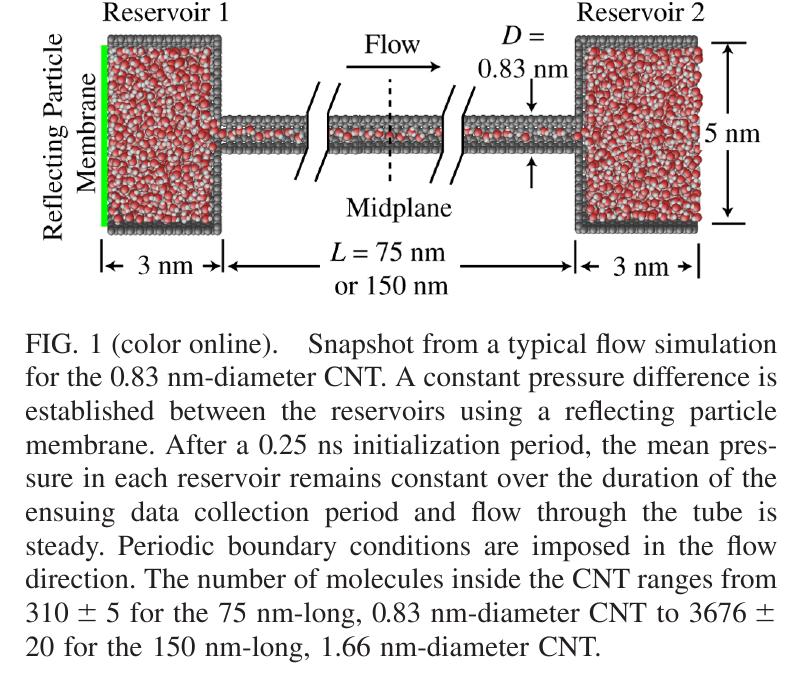 Reservoir 1
Reservoir 2
Reflecting Particle
Membrane
Flow
D =
0.83 nm
5 nm
Midplane
3 nm
L = 75 nm
or 150 nm
3 nm
FIG. 1 (color online). Snapshot from a typical flow simulation
for the 0.83 nm-diameter CNT. A constant pressure difference is
established between the reservoirs using a reflecting particle
membrane. After a 0.25 ns initialization period, the mean pres-
sure in each reservoir remains constant over the duration of the
ensuing data collection period and flow through the tube is
steady. Periodic boundary conditions are imposed in the flow
direction. The number of molecules inside the CNT ranges from
310 ± 5 for the 75 nm-long, 0.83 nm-diameter CNT to 3676 ±
20 for the 150 nm-long, 1.66 nm-diameter CNT.